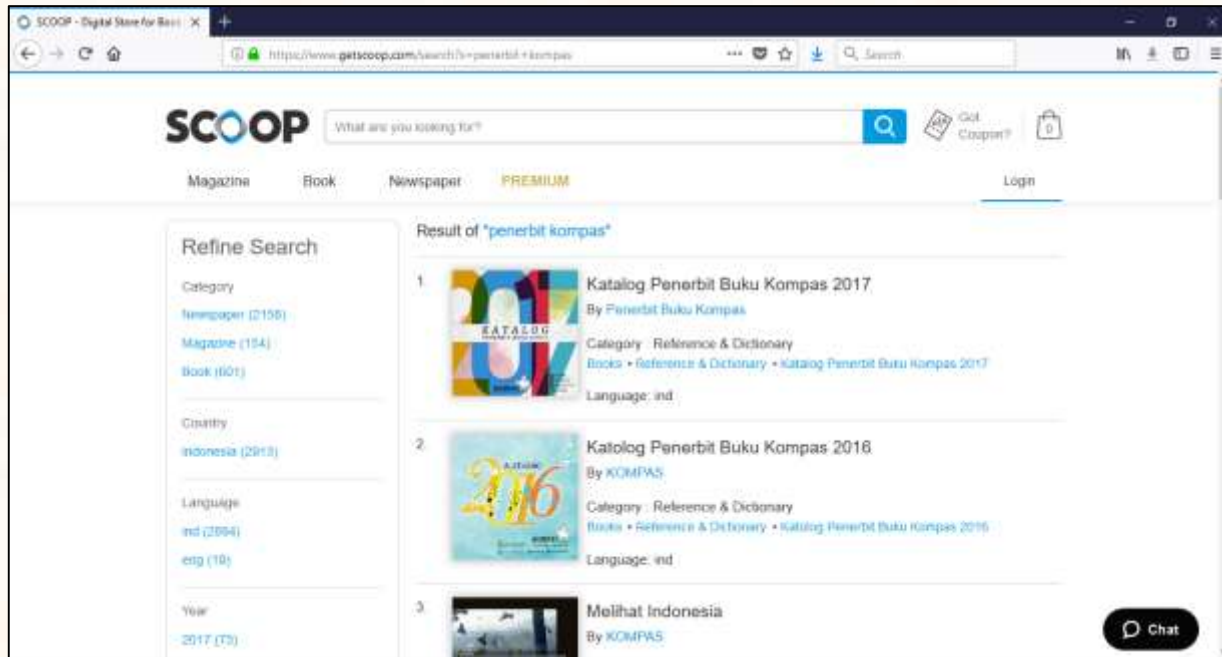 SCOOP - Digital Store for Boo
https://www.getscoop.com/search?s=penerbit+kompas
Search
SCOOP
What are you looking for?
Got
Coupon?
0
Magazine Book Newspaper PREMIUM Login
Refine Search
Category
Newspaper (2158)
Magazine (154)
Book (601)
Country
Indonesia (2913)
Language
ind (2894)
eng (19)
Year
2017 (73)
Result of "penerbit kompas"
1.
2017
KATALOG
Katalog Penerbit Buku Kompas 2017
By Penerbit Buku Kompas
Category : Reference & Dictionary
Books • Reference & Dictionary • Katalog Penerbit Buku Kompas 2017
Language: ind
2.
KATALOG
2016
Katolog Penerbit Buku Kompas 2016
By KOMPAS
Category : Reference & Dictionary
Books • Reference & Dictionary • Katolog Penerbit Buku Kompas 2016
Language: ind
3.
Melihat Indonesia
By KOMPAS
Chat